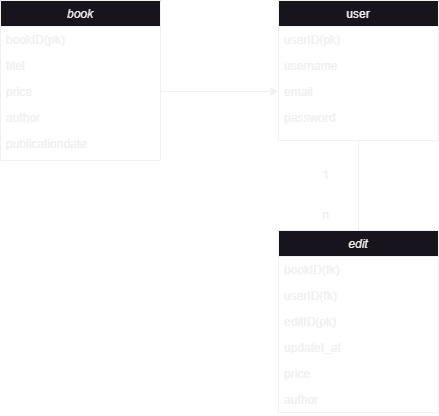 book
bookID(pk)
titel
price
author
publicationdate
user
userID(pk)
username
email
password
1
n
edit
bookID(fk)
userID(fk)
editID(pk)
updatet_at
price
author